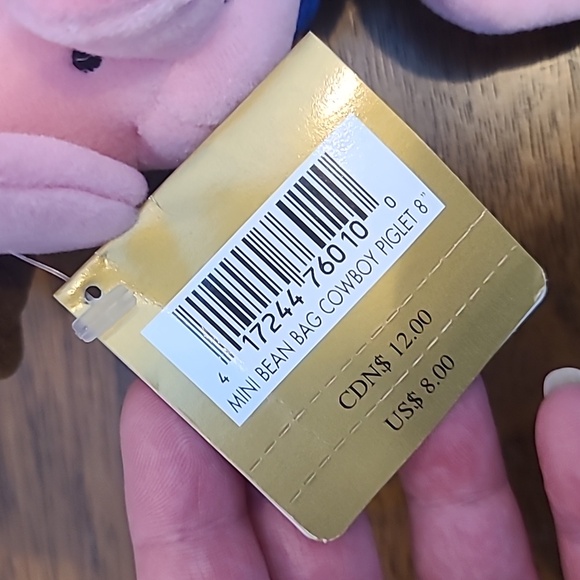 4 17244 76010 0
MINI BEAN BAG COWBOY PIGLET 8"
CDN$ 12.00
US$ 8.00